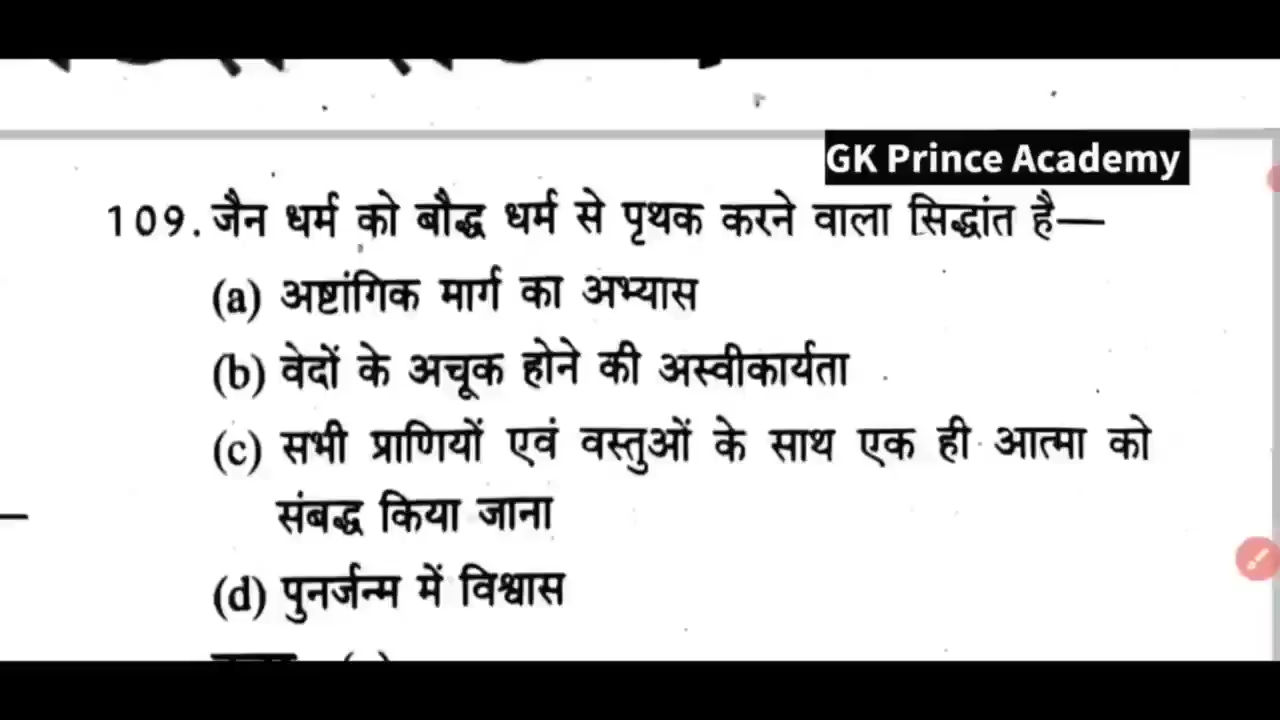 GK Prince Academy
109. जैन धर्म को बौद्ध धर्म से पृथक करने वाला सिद्धांत है—
(a) अष्टांगिक मार्ग का अभ्यास
(b) वेदों के अचूक होने की अस्वीकार्यता
(c) सभी प्राणियों एवं वस्तुओं के साथ एक ही आत्मा को
संबद्ध किया जाना
(d) पुनर्जन्म में विश्वास